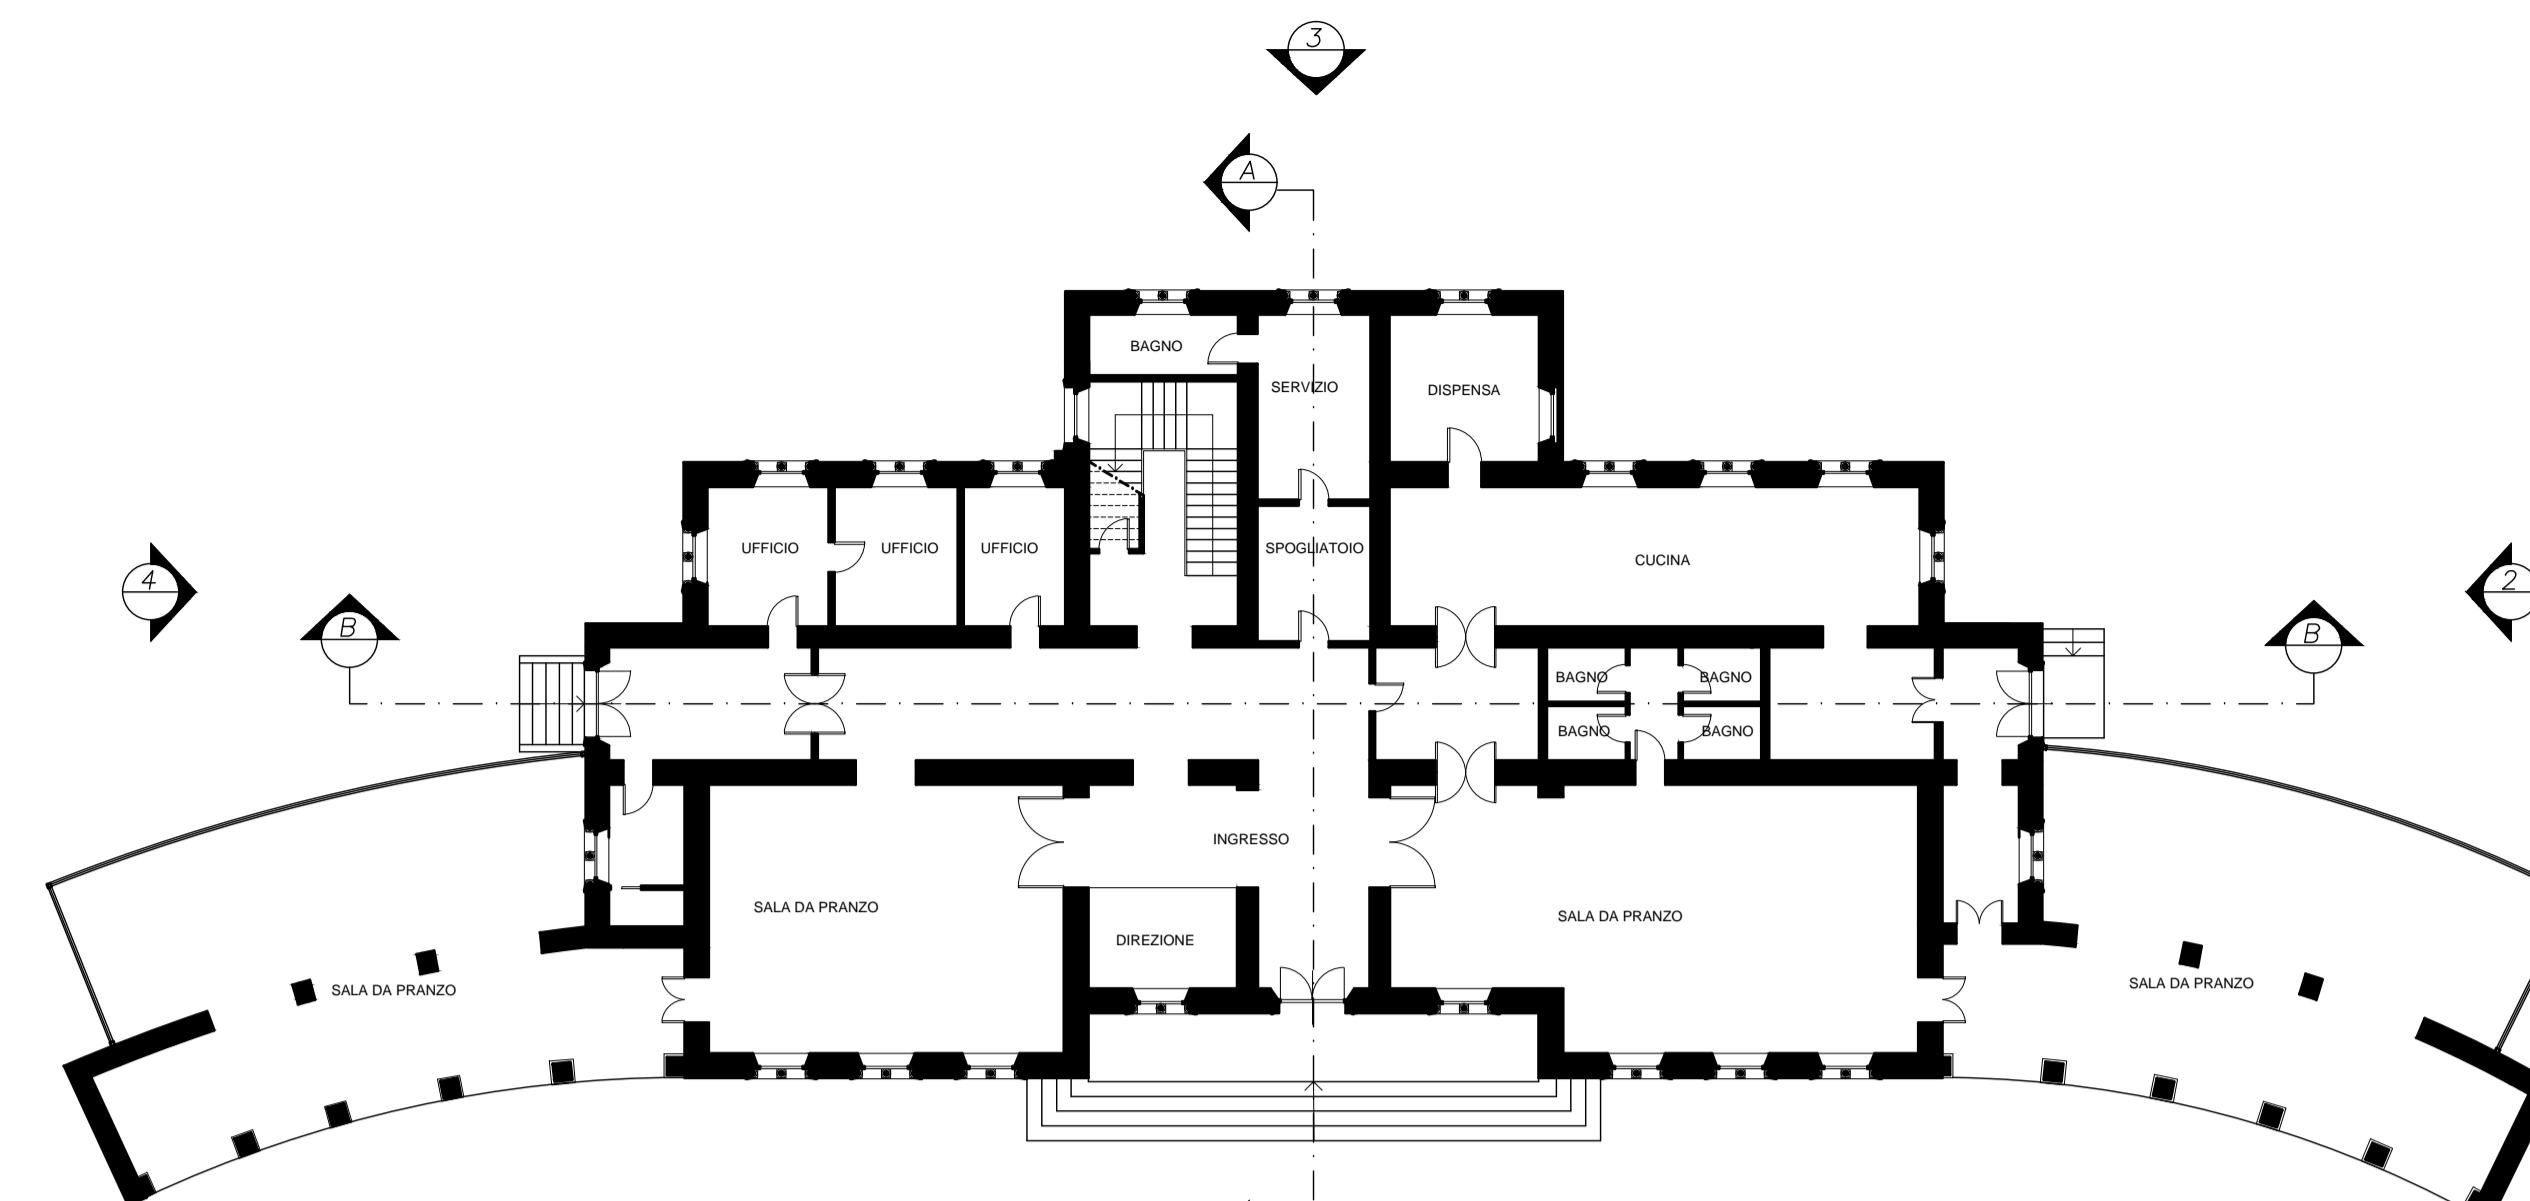 3
A
BAGNO
SERVIZIO
DISPENSA
UFFICIO
UFFICIO
UFFICIO
SPOGLIATOIO
CUCINA
4
2
B
B
BAGNO
BAGNO
BAGNO
BAGNO
INGRESSO
SALA DA PRANZO
SALA DA PRANZO
DIREZIONE
SALA DA PRANZO
SALA DA PRANZO